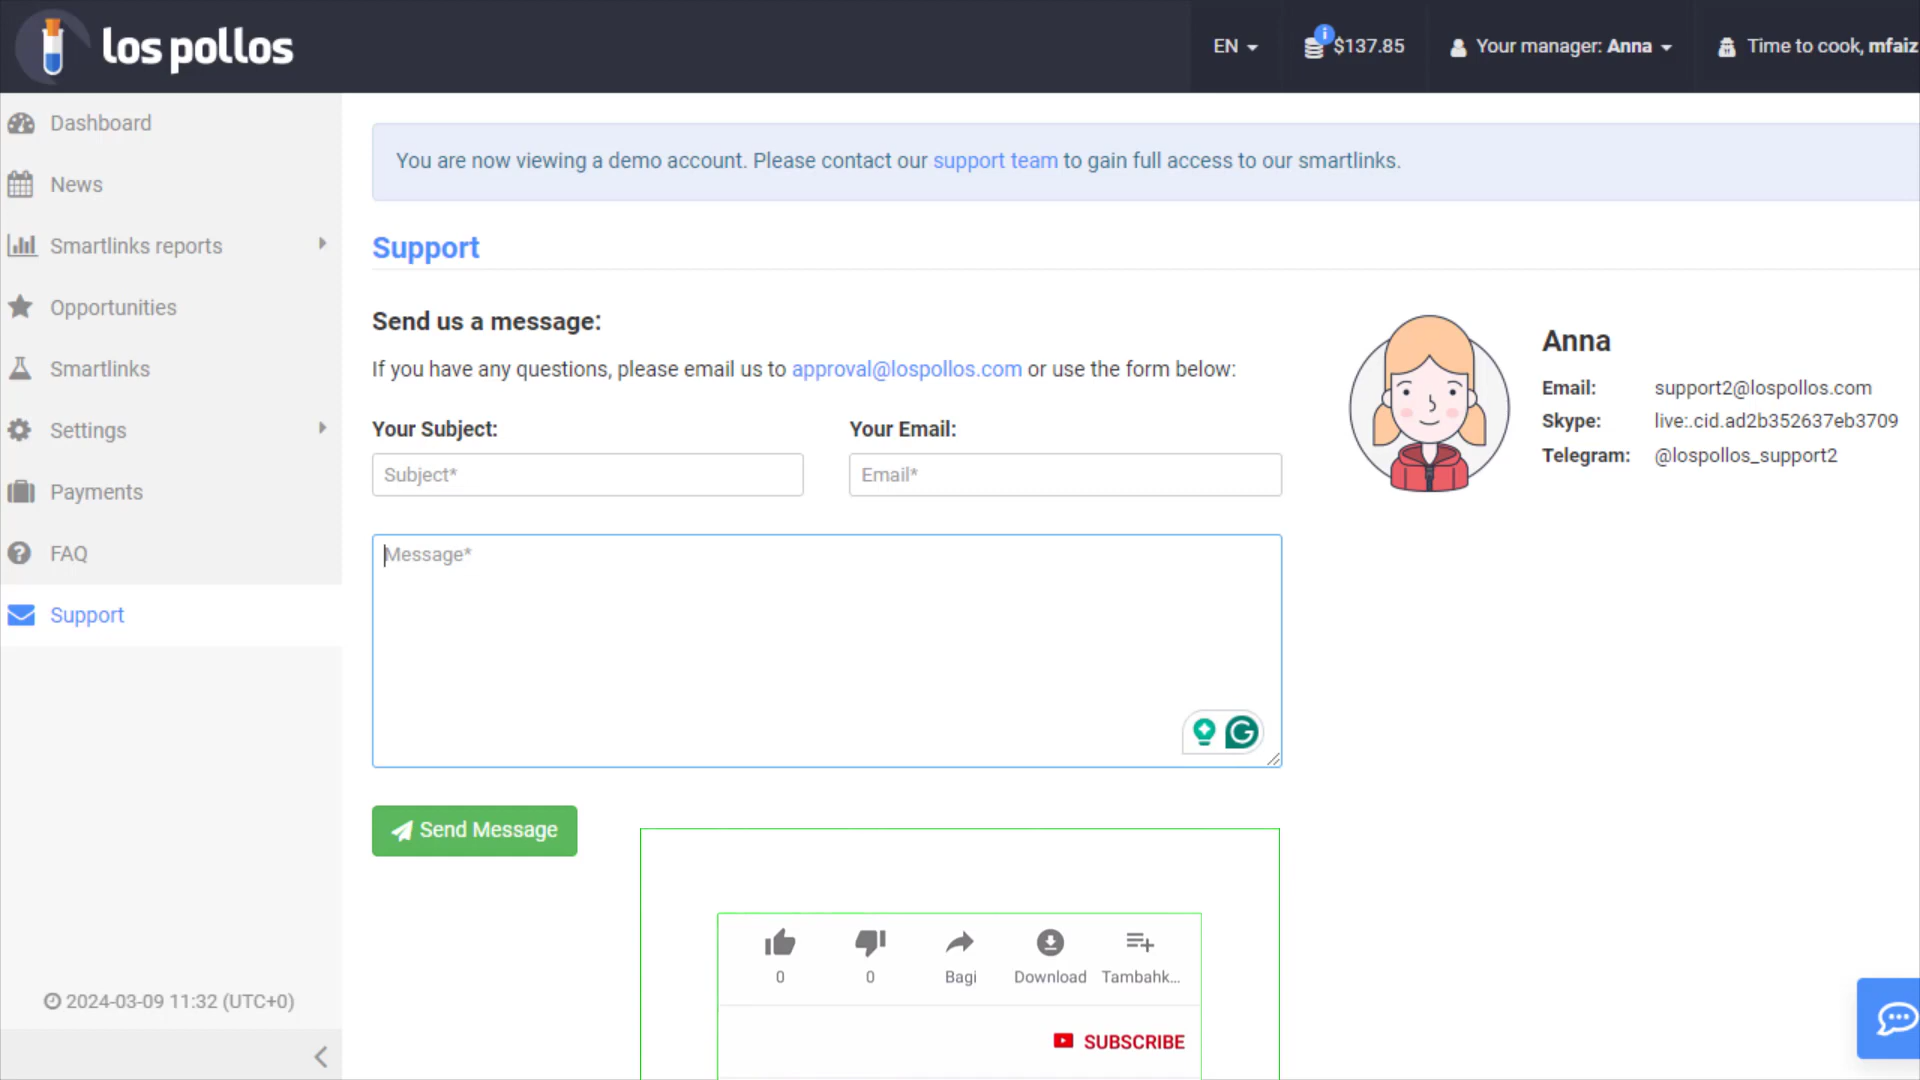 los pollos
EN
$137.85
Your manager: Anna
Time to cook, mfaiz
Dashboard
News
Smartlinks reports
Opportunities
Smartlinks
Settings
Payments
FAQ
Support
2024-03-09 11:32 (UTC+0)
You are now viewing a demo account. Please contact our support team to gain full access to our smartlinks.
Support
Send us a message:
If you have any questions, please email us to approval@lospollos.com or use the form below:
Your Subject:
Your Email:
Subject*
Email*
Message*
Send Message
Anna
Email: support2@lospollos.com
Skype: live:.cid.ad2b352637eb3709
Telegram: @lospollos_support2
0
0
Bagi
Download
Tambahk...
SUBSCRIBE